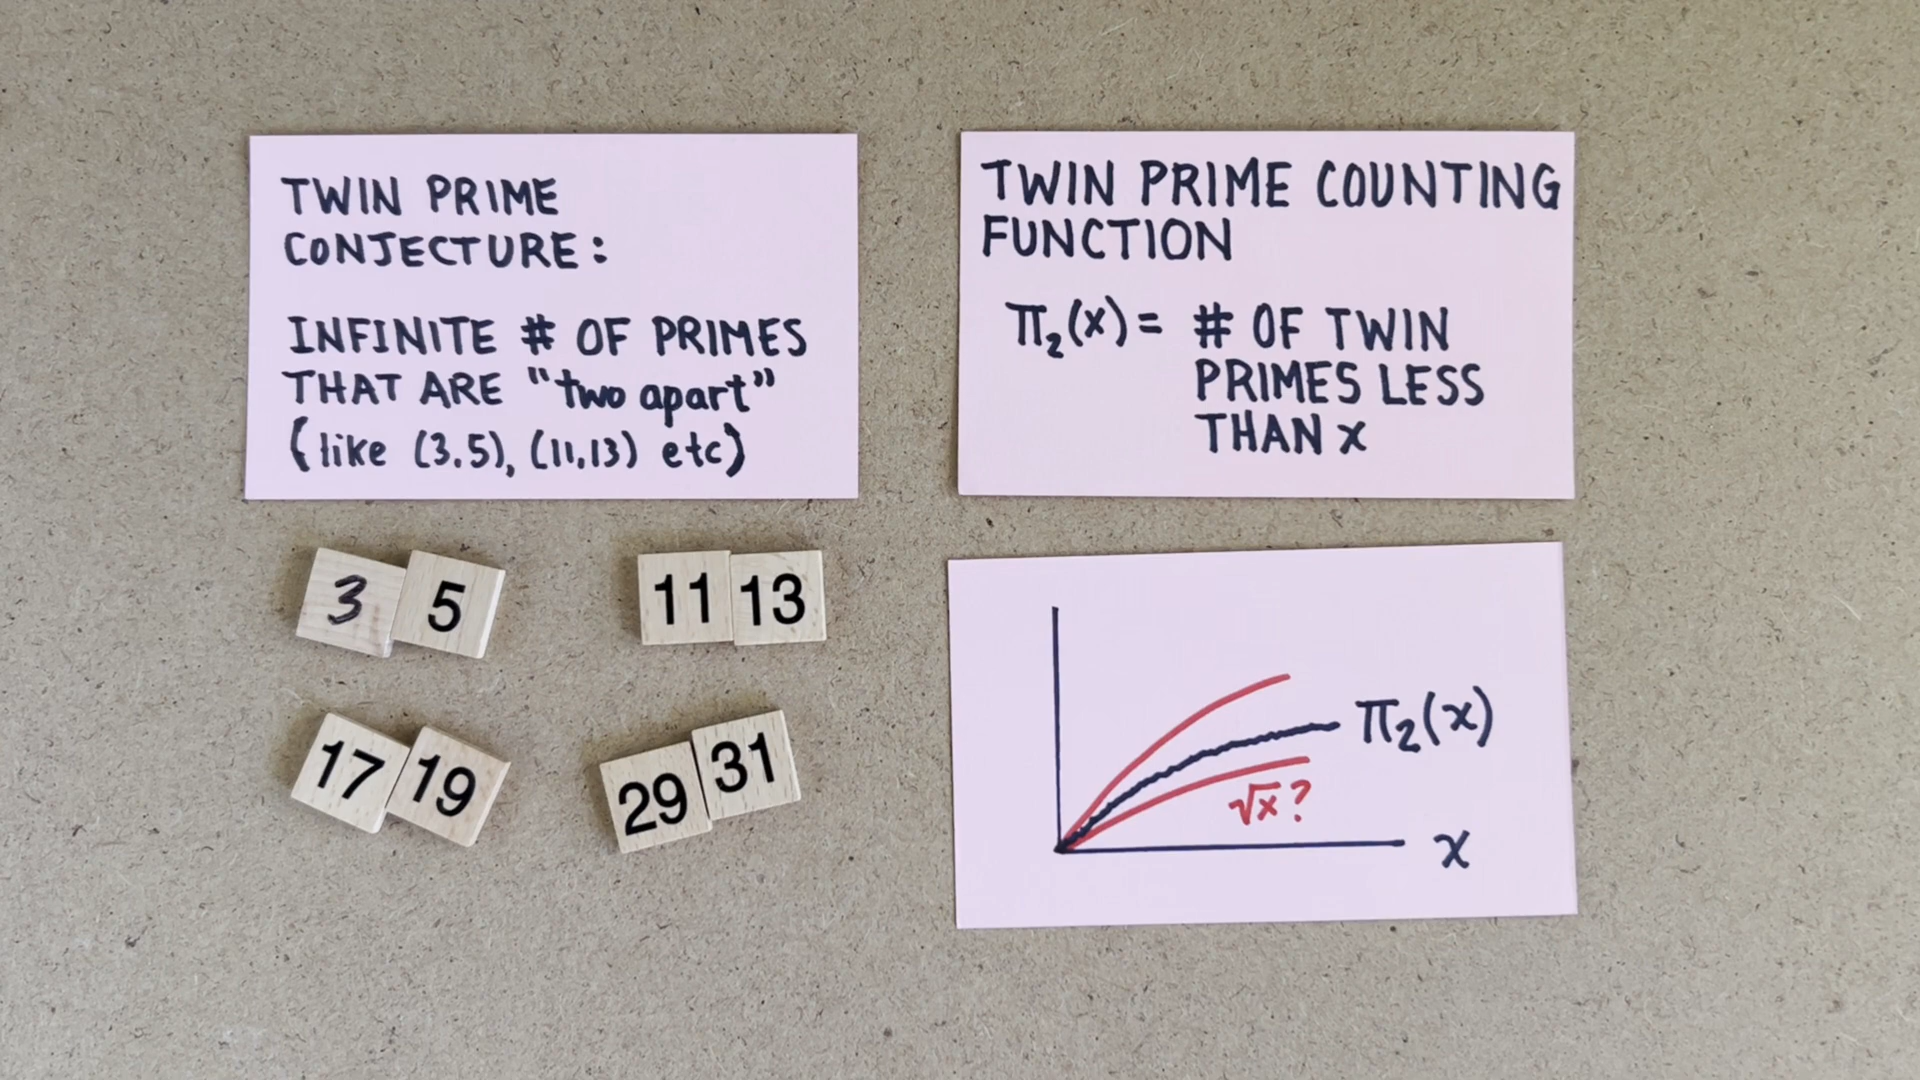 TWIN PRIME
CONJECTURE:
INFINITE # OF PRIMES
THAT ARE "two apart"
(like (3,5), (11,13) etc)
TWIN PRIME COUNTING
FUNCTION
π₂(x) = # OF TWIN
PRIMES LESS
THAN x
3 5
11 13
17 19
29 31
π₂(x)
√x?
x